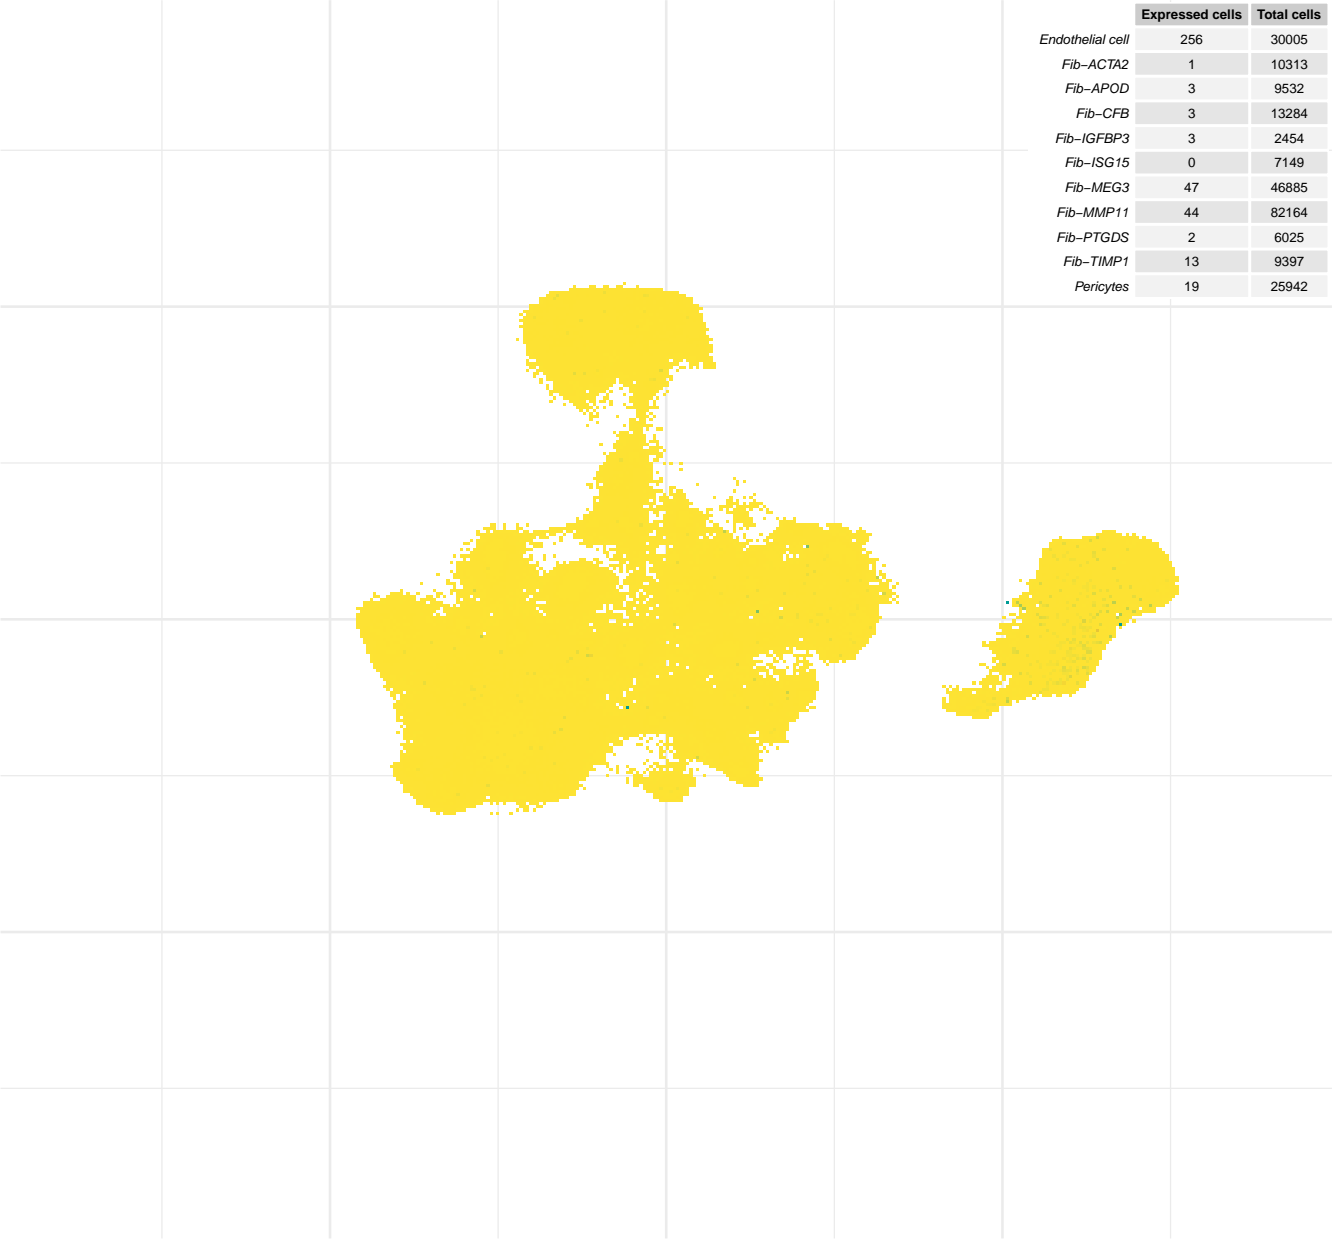 Expressed cells Total cells
Endothelial cell 256 30005
Fib−ACTA2 1 10313
Fib−APOD 3 9532
Fib−CFB 3 13284
Fib−IGFBP3 3 2454
Fib−ISG15 0 7149
Fib−MEG3 47 46885
Fib−MMP11 44 82164
Fib−PTGDS 2 6025
Fib−TIMP1 13 9397
Pericytes 19 25942